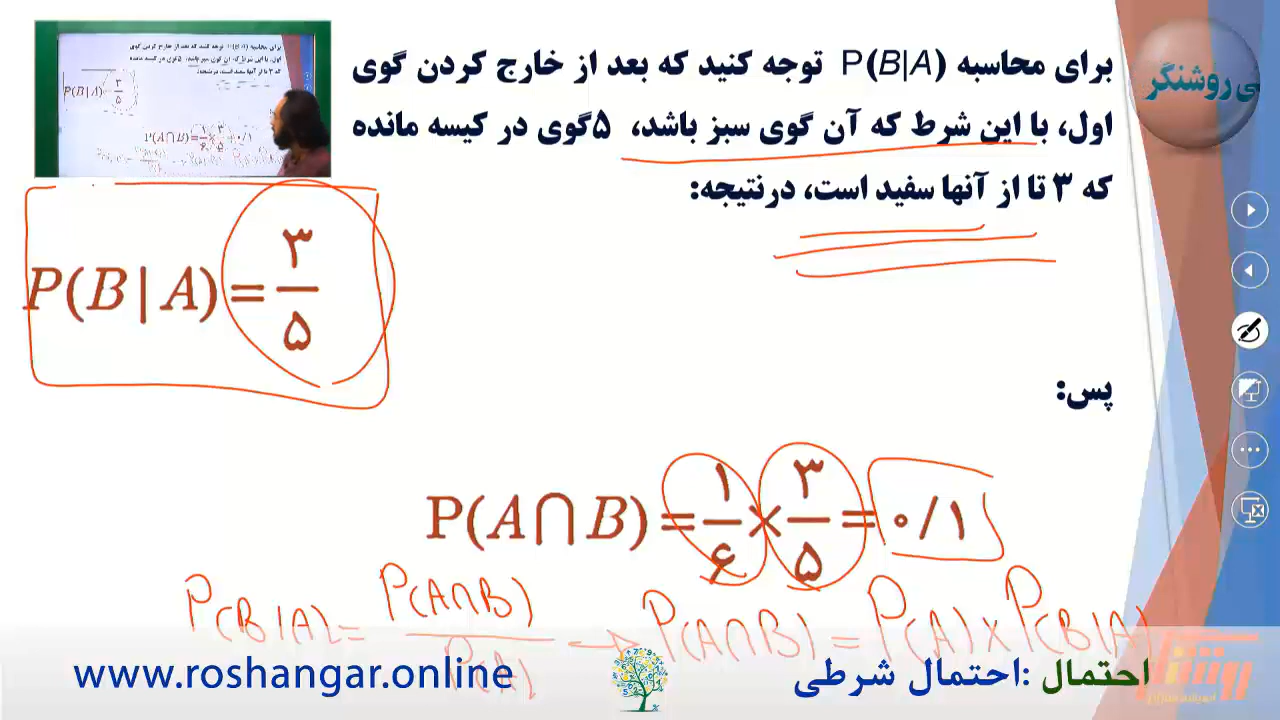 برای محاسبه P(B|A) توجه کنید که بعد از خارج کردن گوی
اول، با این شرط که آن گوی سبز باشد، ۵گوی در کیسه مانده
که ۳ تا از آنها سفید است، درنتیجه:
P(B|A)=۳/۵
پس:
P(A⋂B)=۱/۶×۳/۵=۰/۱
P(B|A)=P(A∩B)/P(A) → P(A∩B)=P(A)×P(B|A)
ی روشنگر
www.roshangar.online
احتمال :احتمال شرطی